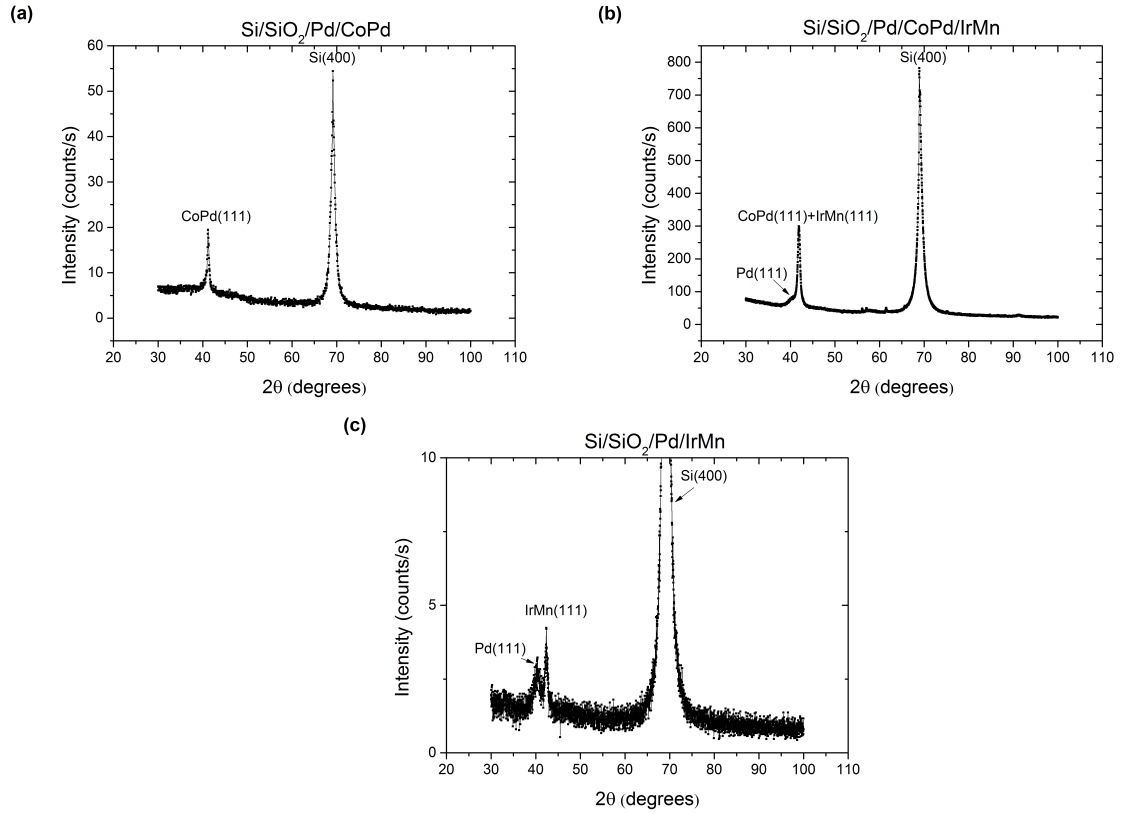 (a)
Si/SiO2/Pd/CoPd
60
50
40
30
20
10
0
Intensity (counts/s)
Si(400)
CoPd(111)
20 30 40 50 60 70 80 90 100 110
2θ (degrees)
(b)
Si/SiO2/Pd/CoPd/IrMn
800
700
600
500
400
300
200
100
0
Intensity (counts/s)
Si(400)
CoPd(111)+IrMn(111)
Pd(111)
20 30 40 50 60 70 80 90 100 110
2θ (degrees)
(c)
Si/SiO2/Pd/IrMn
10
5
0
Intensity (counts/s)
Si(400)
IrMn(111)
Pd(111)
20 30 40 50 60 70 80 90 100 110
2θ (degrees)